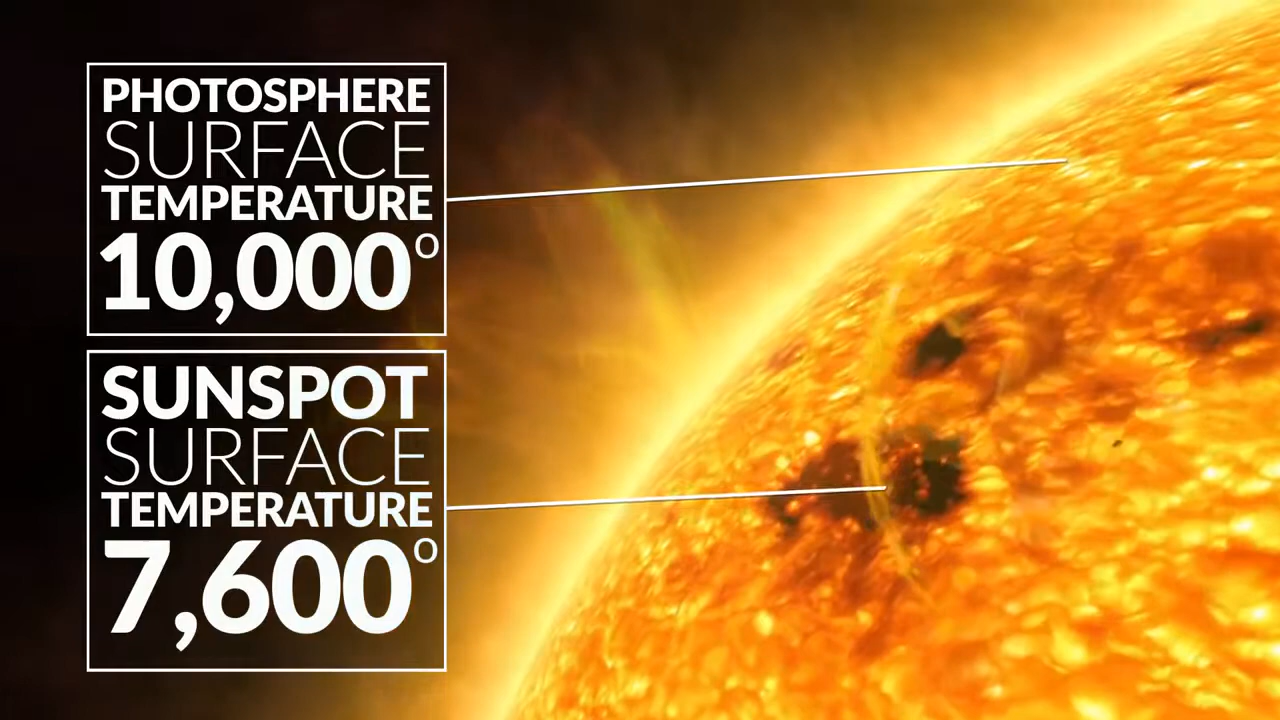 PHOTOSPHERE
SURFACE
TEMPERATURE
10,000°
SUNSPOT
SURFACE
TEMPERATURE
7,600°